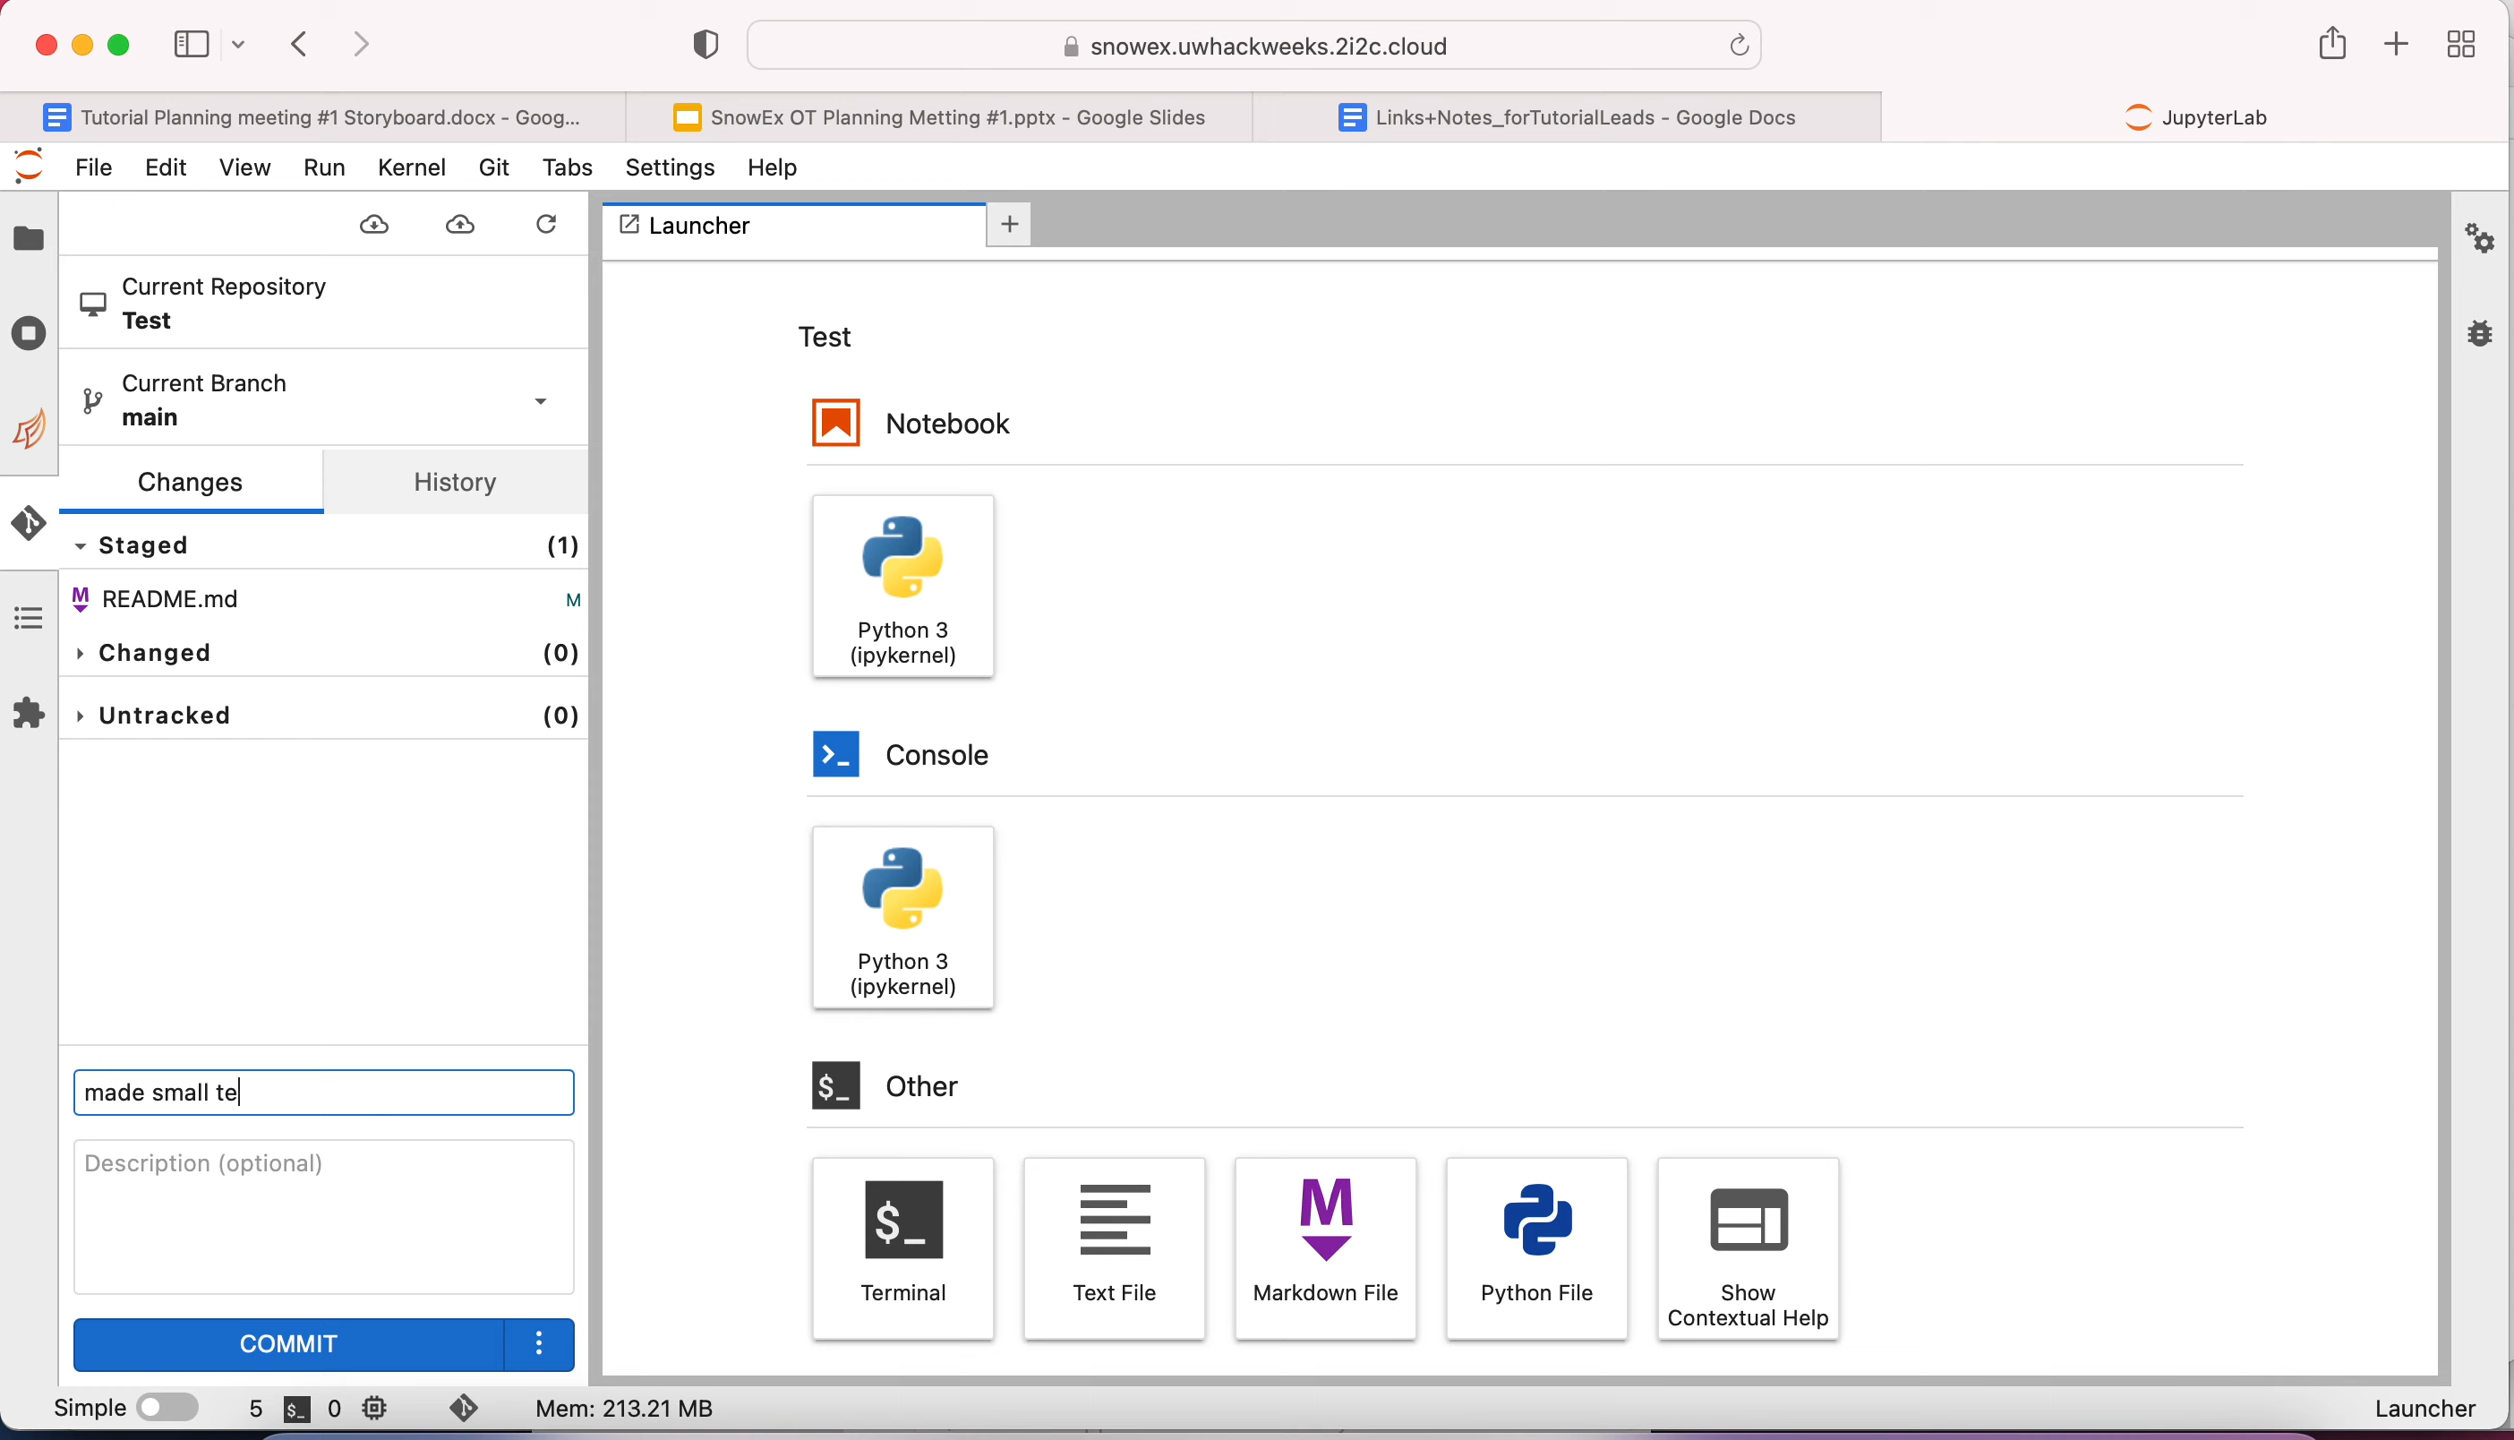 snowex.uwhackweeks.2i2c.cloud
Tutorial Planning meeting #1 Storyboard.docx - Goog...
SnowEx OT Planning Metting #1.pptx - Google Slides
Links+Notes_forTutorialLeads - Google Docs
JupyterLab
File Edit View Run Kernel Git Tabs Settings Help
Launcher
Current Repository
Test
Current Branch
main
Changes
History
Staged (1)
README.md M
Changed (0)
Untracked (0)
made small te
Description (optional)
COMMIT
Test
Notebook
Python 3
(ipykernel)
Console
Python 3
(ipykernel)
Other
Terminal
Text File
Markdown File
Python File
Show
Contextual Help
Simple 5 $_ 0 Mem: 213.21 MB Launcher